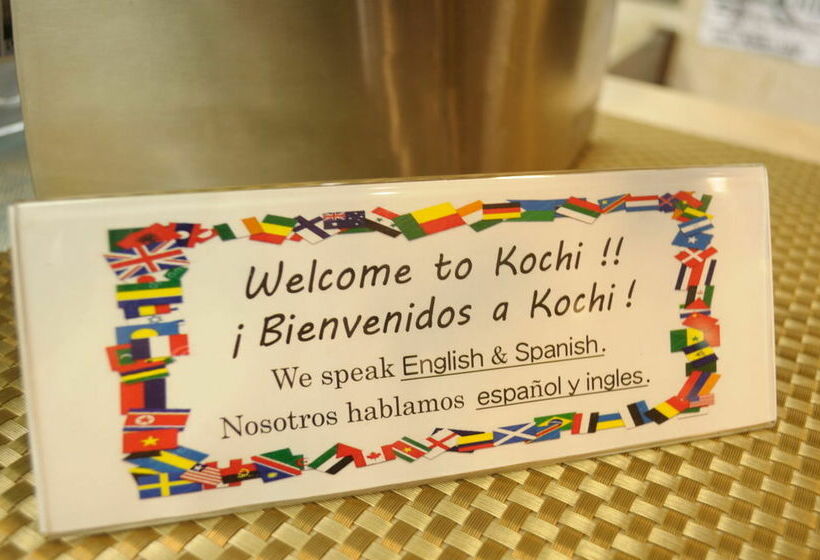 Welcome to Kochi !!
¡ Bienvenidos a Kochi !
We speak English & Spanish.
Nosotros hablamos español y ingles.